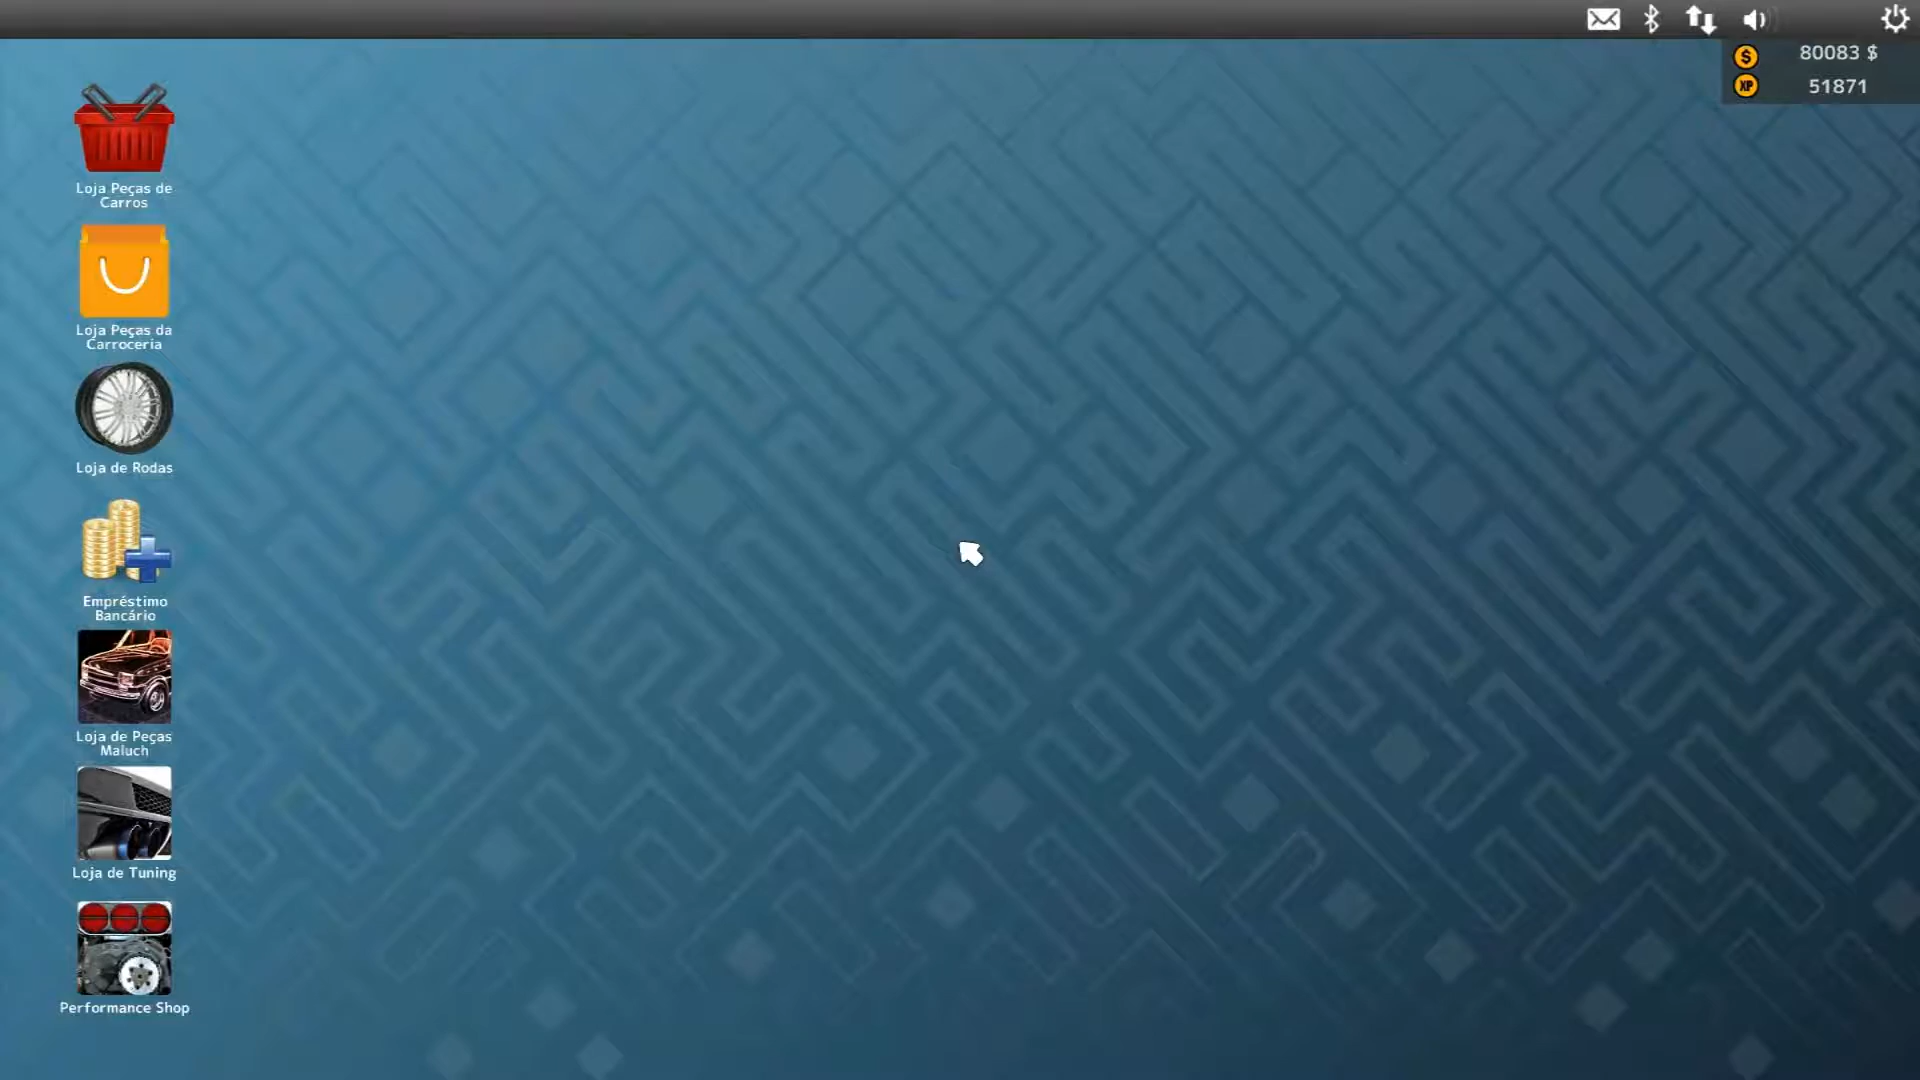 80083 $
XP
51871
Loja Peças de
Carros
Loja Peças da
Carroceria
Loja de Rodas
Empréstimo
Bancário
Loja de Peças
Maluch
Loja de Tuning
Performance Shop